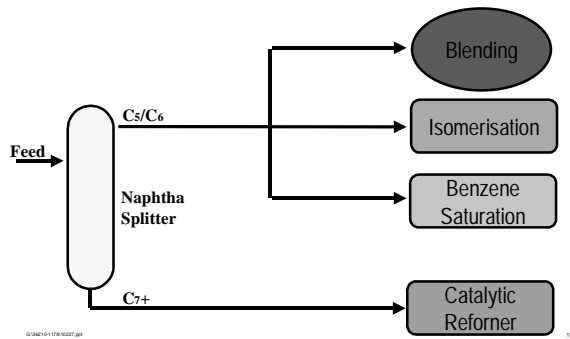 Blending
C5/C6
Isomerisation
Feed
Naphtha
Splitter
Benzene
Saturation
C7+
Catalytic
Reforner
1